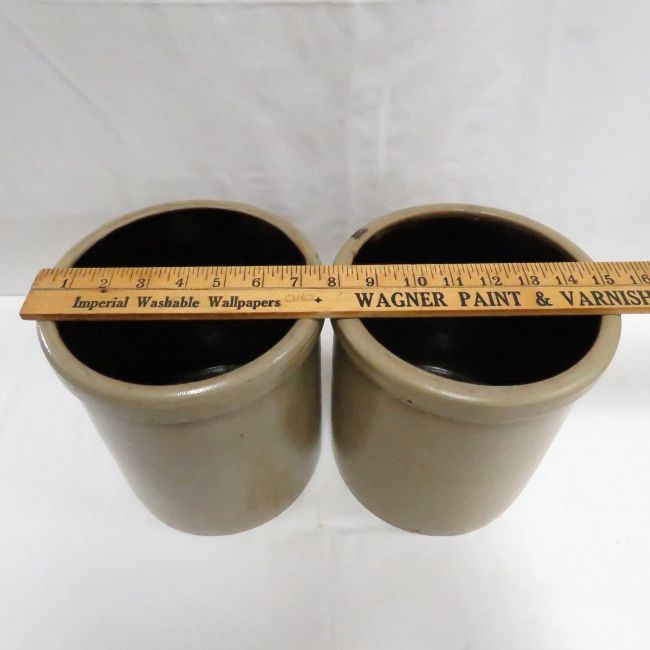 1 2 3 4 5 6 7 8 9 10 11 12 13 14 15 16
Imperial Washable Wallpapers WAGNER PAINT & VARNISH